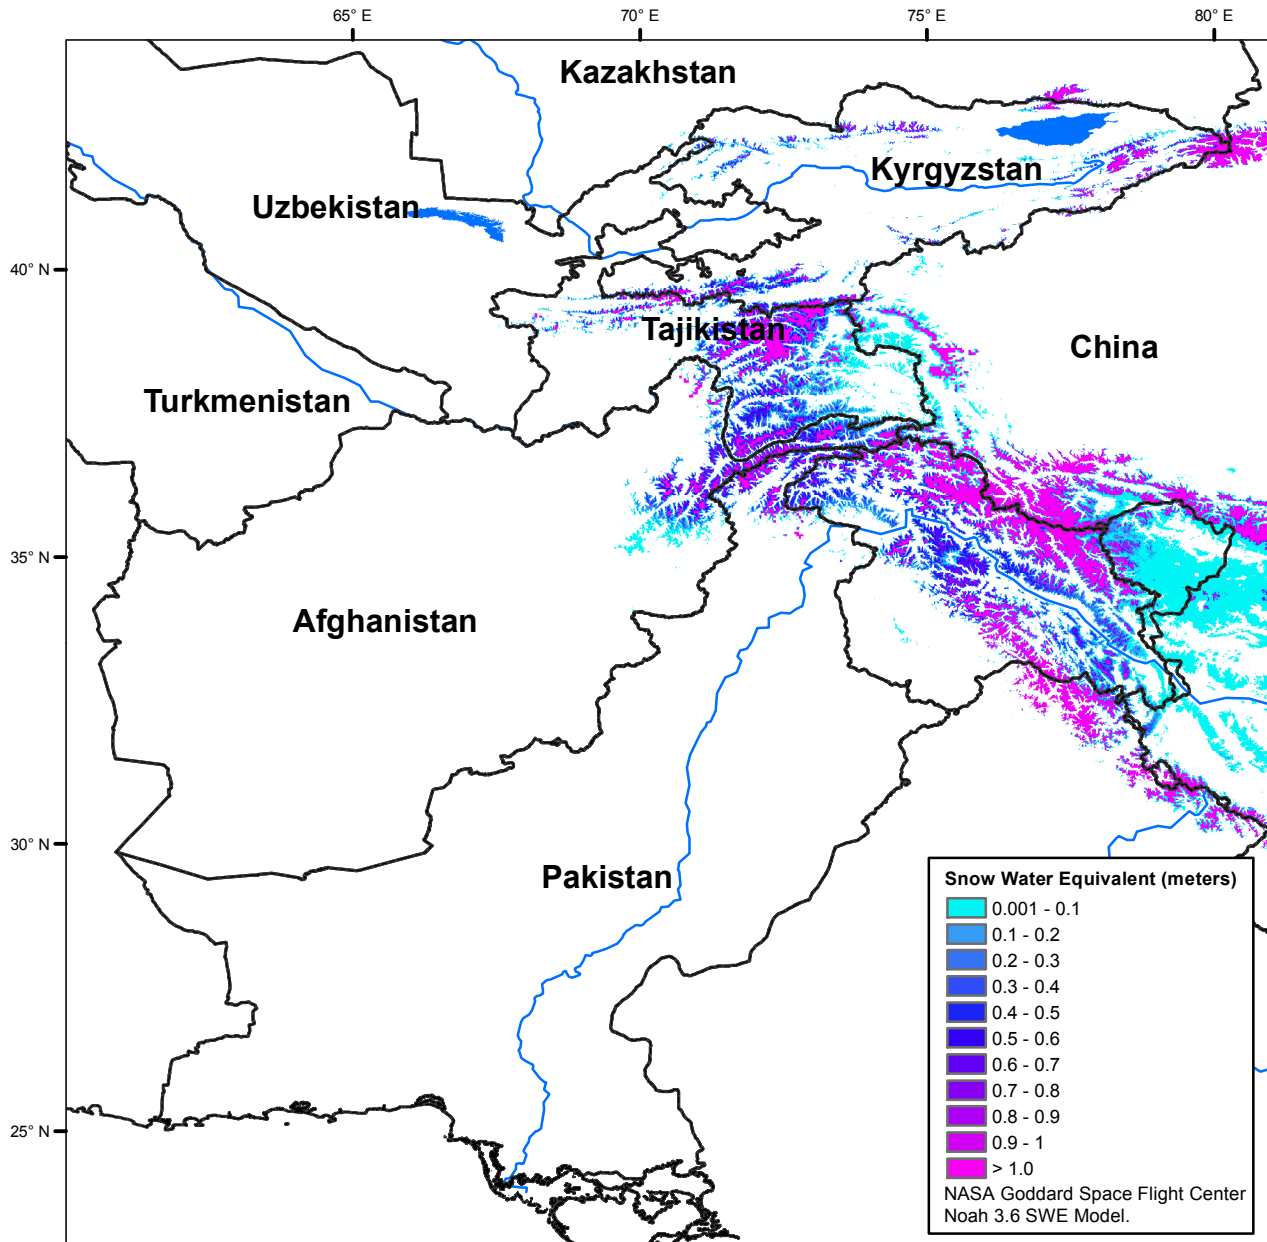 65° E 70° E 75° E 80° E
Kazakhstan
Kyrgyzstan
Uzbekistan
40° N
Tajikistan
China
Turkmenistan
35° N
Afghanistan
30° N
Pakistan
25° N
Snow Water Equivalent (meters)
0.001 - 0.1
0.1 - 0.2
0.2 - 0.3
0.3 - 0.4
0.4 - 0.5
0.5 - 0.6
0.6 - 0.7
0.7 - 0.8
0.8 - 0.9
0.9 - 1
> 1.0
NASA Goddard Space Flight Center
Noah 3.6 SWE Model.